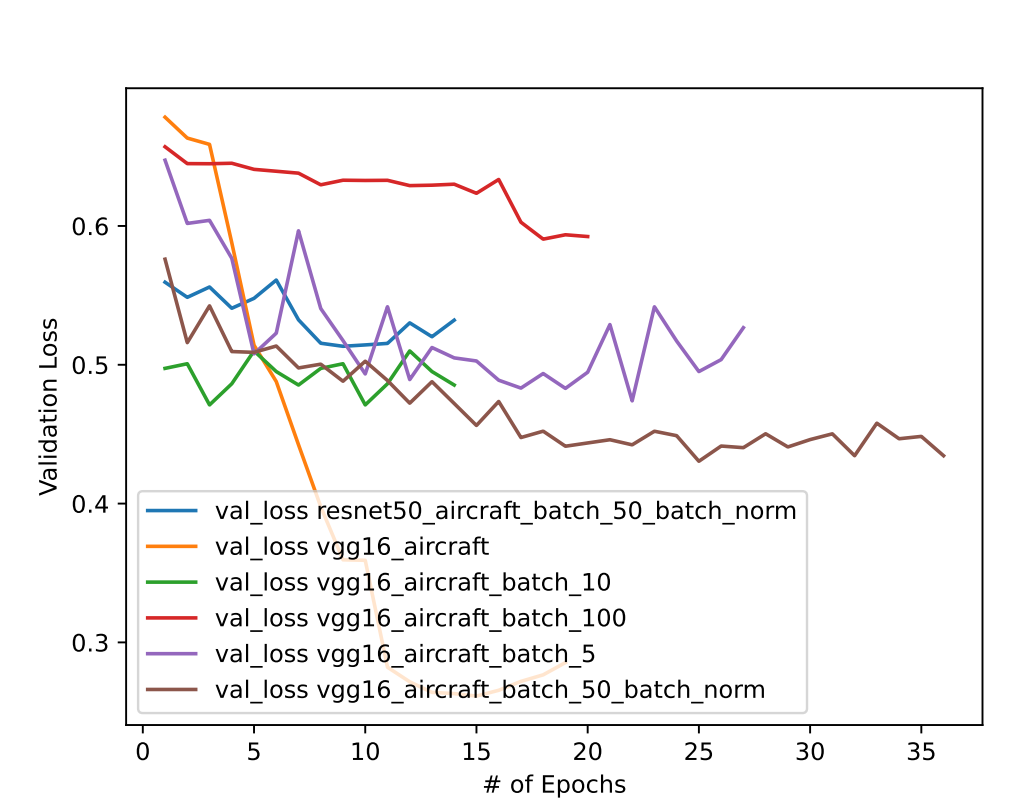 0.6
0.5
0.4
0.3
Validation Loss
val_loss resnet50_aircraft_batch_50_batch_norm
val_loss vgg16_aircraft
val_loss vgg16_aircraft_batch_10
val_loss vgg16_aircraft_batch_100
val_loss vgg16_aircraft_batch_5
val_loss vgg16_aircraft_batch_50_batch_norm
0 5 10 15 20 25 30 35
# of Epochs